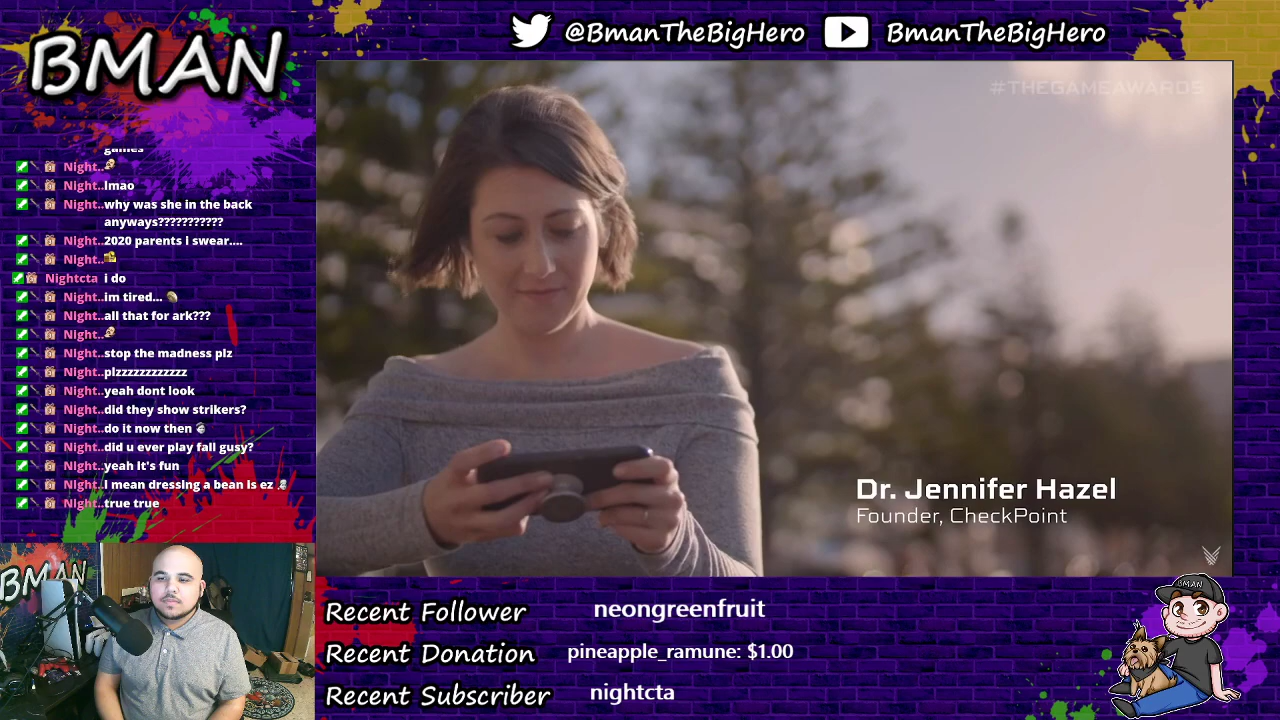 BMAN
@BmanTheBigHero
BmanTheBigHero
#THEGAMEAWARDS
games
Night..
Night..lmao
Night..why was she in the back
anyways???????????
Night..2020 parents I swear....
Night..
Nightcta i do
Night..im tired...
Night..all that for ark???
Night..
Night..stop the madness plz
Night..plzzzzzzzzzzzz
Night..yeah dont look
Night..did they show strikers?
Night..do it now then
Night..did u ever play fall gusy?
Night..yeah it's fun
Night..I mean dressing a bean is ez
Night..true true
Dr. Jennifer Hazel
Founder, CheckPoint
BMAN
BMAN
Recent Follower neongreenfruit
Recent Donation pineapple_ramune: $1.00
Recent Subscriber nightcta